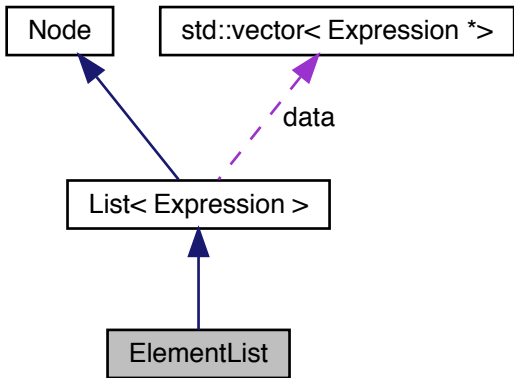 Node
std::vector< Expression *>
data
List< Expression >
ElementList